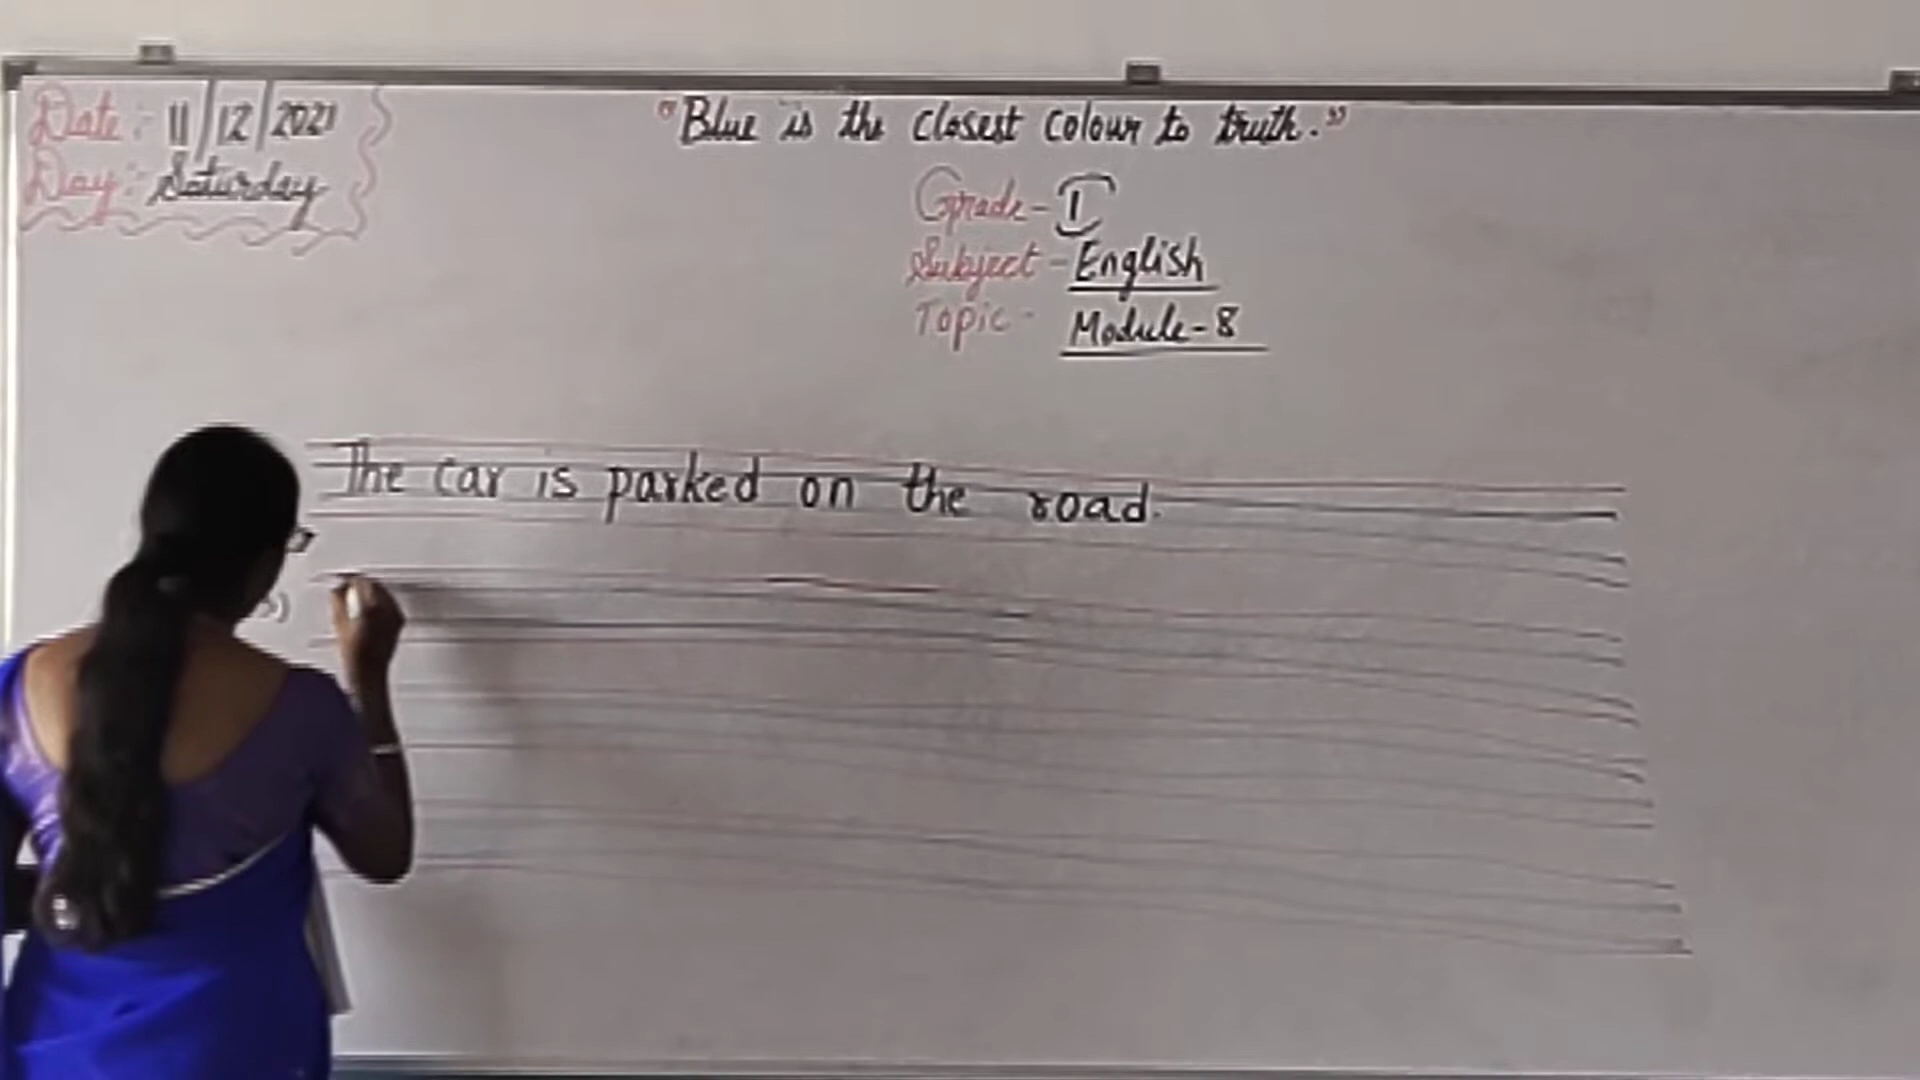 Date:- 11/12/2021
Day:- Saturday
"Blue is the closest colour to truth."
Grade- I
Subject- English
Topic- Module-8
The car is parked on the road.